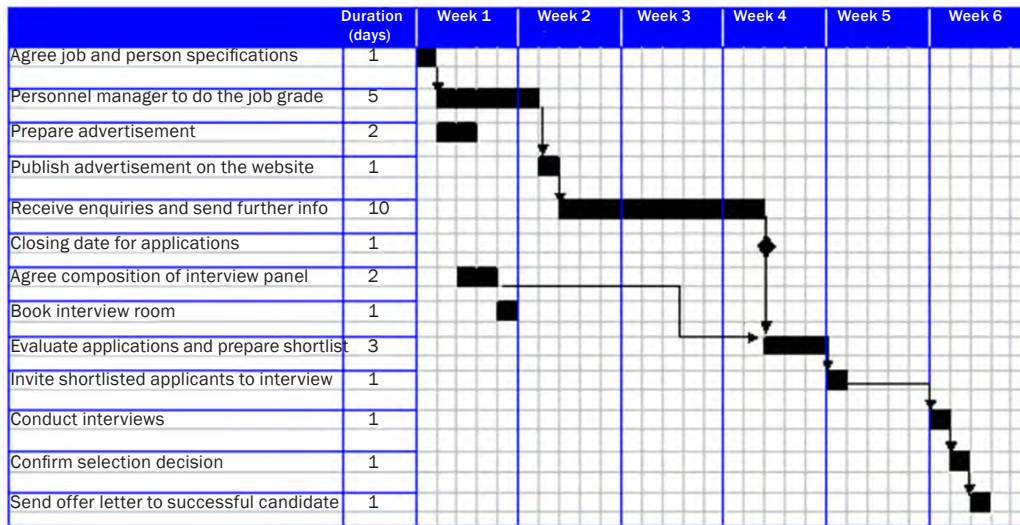 Duration (days) Week 1 Week 2 Week 3 Week 4 Week 5 Week 6
Agree job and person specifications 1
Personnel manager to do the job grade 5
Prepare advertisement 2
Publish advertisement on the website 1
Receive enquiries and send further info 10
Closing date for applications 1
Agree composition of interview panel 2
Book interview room 1
Evaluate applications and prepare shortlist 3
Invite shortlisted applicants to interview 1
Conduct interviews 1
Confirm selection decision 1
Send offer letter to successful candidate 1